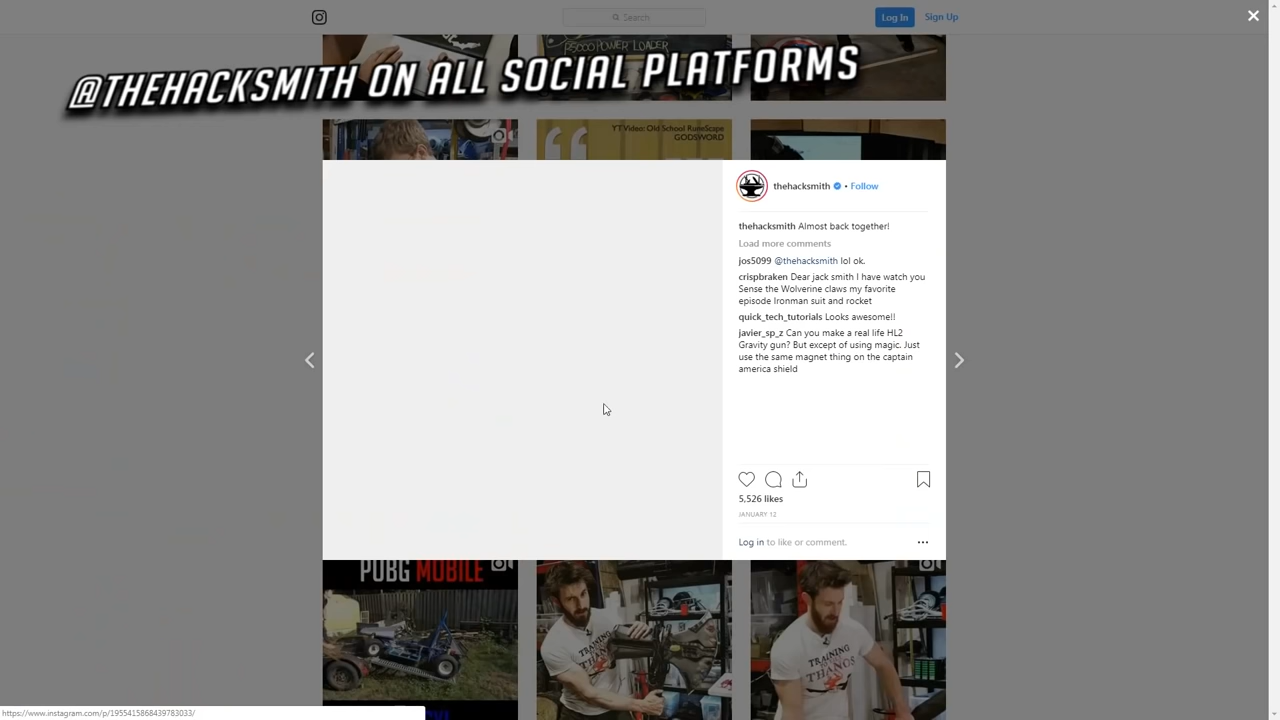 Search
Log In
Sign Up
P5000 POWER LOADER
@THEHACKSMITH ON ALL SOCIAL PLATFORMS
YT Video: Old School RuneScape
GODSWORD
thehacksmith • Follow
thehacksmith Almost back together!
Load more comments
jos5099 @thehacksmith lol ok.
crispbraken Dear jack smith I have watch you
Sense the Wolverine claws my favorite
episode Ironman suit and rocket
quick_tech_tutorials Looks awesome!!
javier_sp_z Can you make a real life HL2
Gravity gun? But except of using magic. Just
use the same magnet thing on the captain
america shield
5,526 likes
JANUARY 12
Log in to like or comment.
PUBG MOBILE
TRAINING
THANOS
TRAINING
THANOS
https://www.instagram.com/p/1955415868439783033/